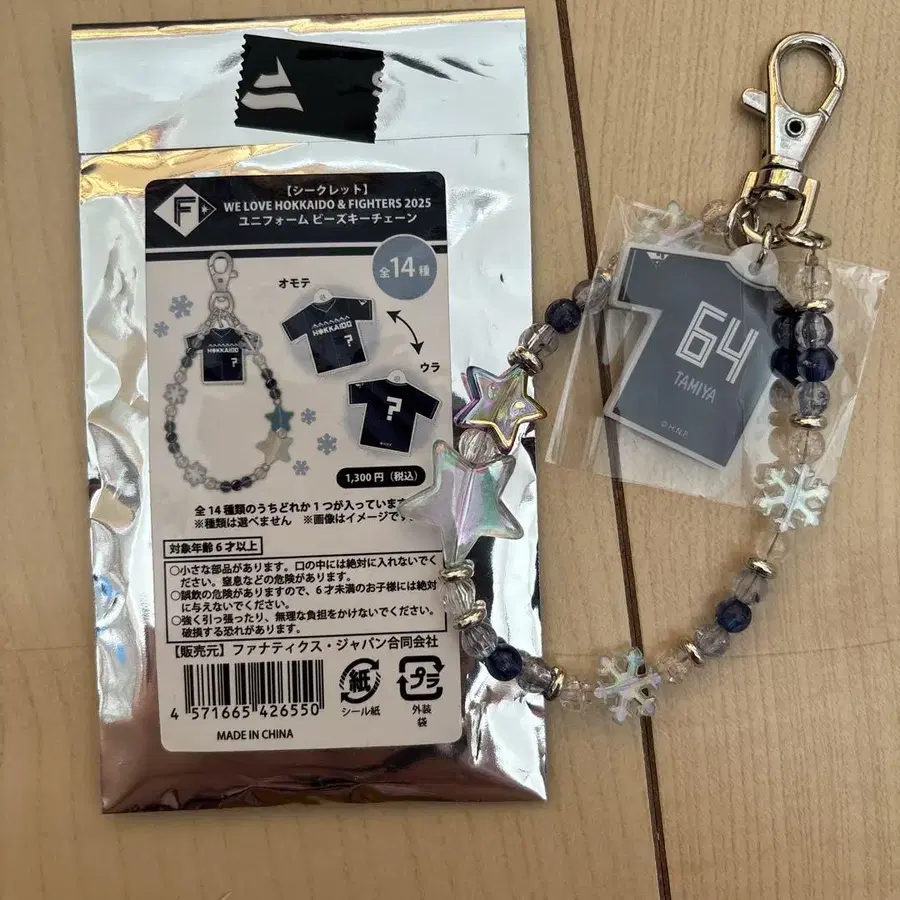 F
【シークレット】
WE LOVE HOKKAIDO & FIGHTERS 2025
ユニフォーム ビーズキーチェーン
全14種
オモテ
HOKKAIDO
?
HOKKAIDO
?
ウラ
?
1,300円（税込）
全14種類のうちどれか1つが入っています
※種類は選べません ※画像はイメージです
対象年齢6才以上
○小さな部品があります。口の中には絶対に入れないでく
ださい。窒息などの危険があります。
○誤飲の危険がありますので、6才未満のお子様には絶対
に与えないでください。
○強く引っ張ったり、無理な負担をかけないでください。
破損する恐れがあります。
【販売元】ファナティクス・ジャパン合同会社
4 571665 426550
紙
シール紙
プラ
外装
袋
MADE IN CHINA
64
TAMIYA
© H.N.F.